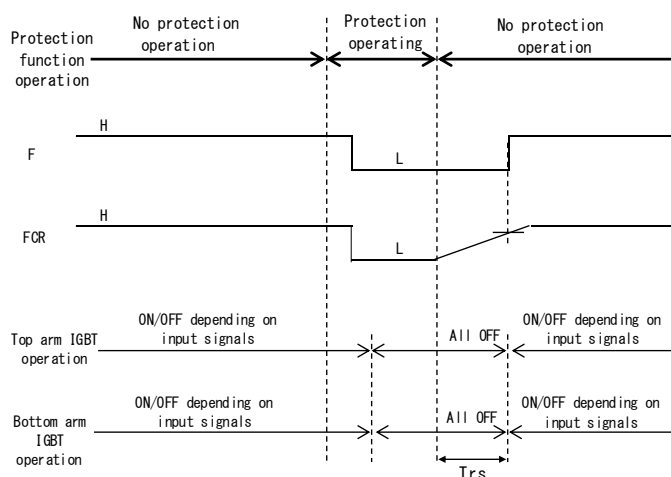 Protection
function
operation
No protection
operation
Protection
operating
No protection
operation
F
H
L
FCR
H
L
Top arm IGBT
operation
ON/OFF depending on
input signals
All OFF
ON/OFF depending on
input signals
Bottom arm
IGBT
operation
ON/OFF depending on
input signals
All OFF
ON/OFF depending on
input signals
Trs